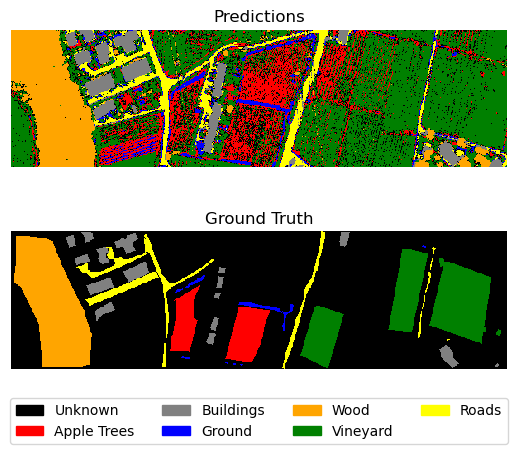 Predictions
Ground Truth
Unknown Buildings Wood Roads
Apple Trees Ground Vineyard